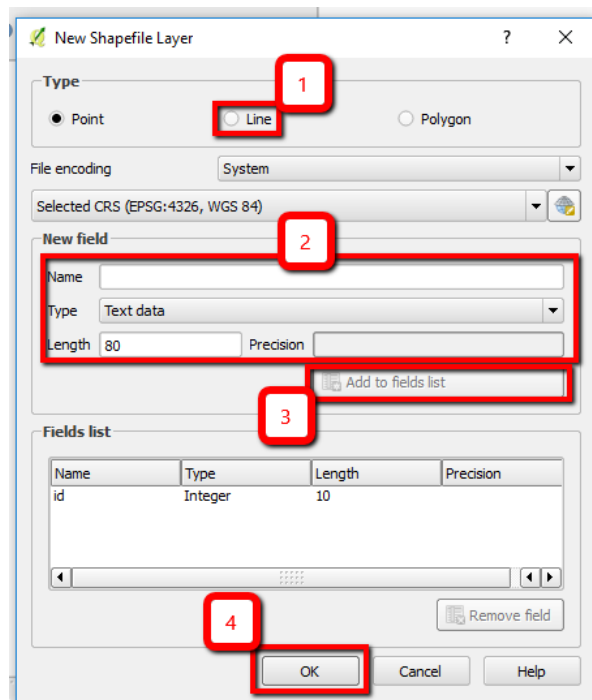 New Shapefile Layer ? ×
Type
1
Point Line Polygon
File encoding System
Selected CRS (EPSG:4326, WGS 84)
New field
2
Name
Type Text data
Length 80 Precision
Add to fields list
3
Fields list
Name Type Length Precision
id Integer 10
Remove field
4
OK Cancel Help